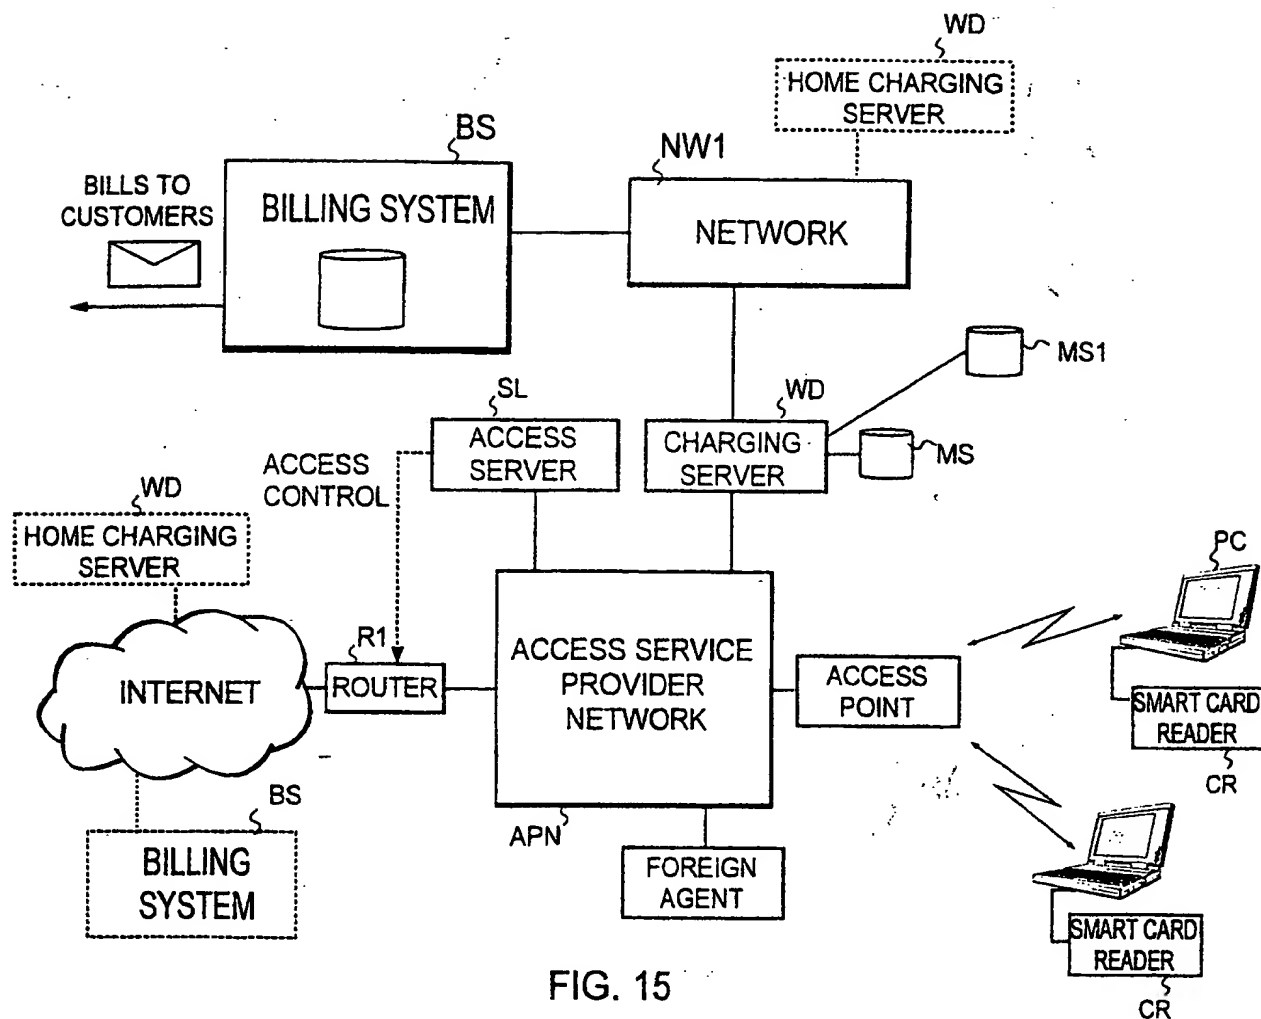 WD
HOME CHARGING
SERVER
BS
NW1
BILLS TO
CUSTOMERS
BILLING SYSTEM
NETWORK
MS1
SL
WD
ACCESS
SERVER
CHARGING
SERVER
MS
ACCESS
CONTROL
WD
HOME CHARGING
SERVER
PC
R1
INTERNET
ROUTER
ACCESS SERVICE
PROVIDER
NETWORK
ACCESS
POINT
SMART CARD
READER
CR
BS
APN
BILLING
SYSTEM
FOREIGN
AGENT
SMART CARD
READER
CR
FIG. 15